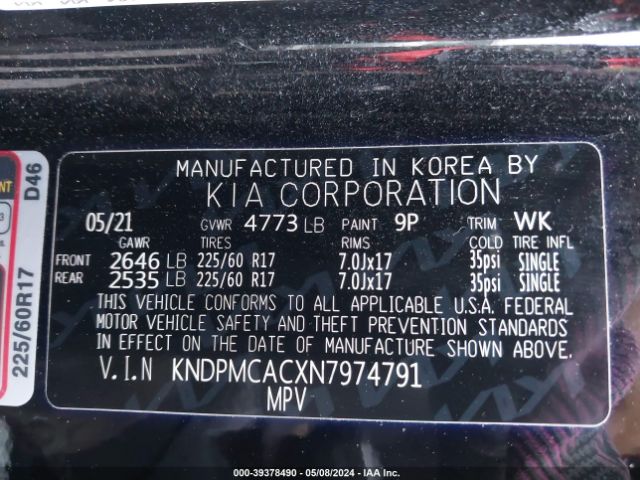 MANUFACTURED IN KOREA BY
KIA CORPORATION
05/21 GVWR 4773 LB PAINT 9P TRIM WK
GAWR TIRES RIMS COLD TIRE INFL
FRONT 2646 LB 225/60 R17 7.0Jx17 35psi SINGLE
REAR 2535 LB 225/60 R17 7.0Jx17 35psi SINGLE
THIS VEHICLE CONFORMS TO ALL APPLICABLE U.S.A. FEDERAL
MOTOR VEHICLE SAFETY AND THEFT PREVENTION STANDARDS
IN EFFECT ON THE DATE OF MANUFACTURE SHOWN ABOVE.
V.I.N KNDPMCACXN7974791
MPV
D46
225/60R17
000-39378490 - 05/08/2024 - IAA INC.